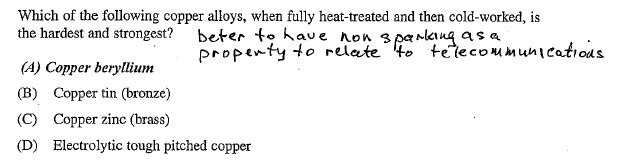 Which of the following copper alloys, when fully heat-treated and then cold-worked, is
the hardest and strongest? beter to have non sparking as a
property to relate to telecommunications
(A) Copper beryllium
(B) Copper tin (bronze)
(C) Copper zinc (brass)
(D) Electrolytic tough pitched copper